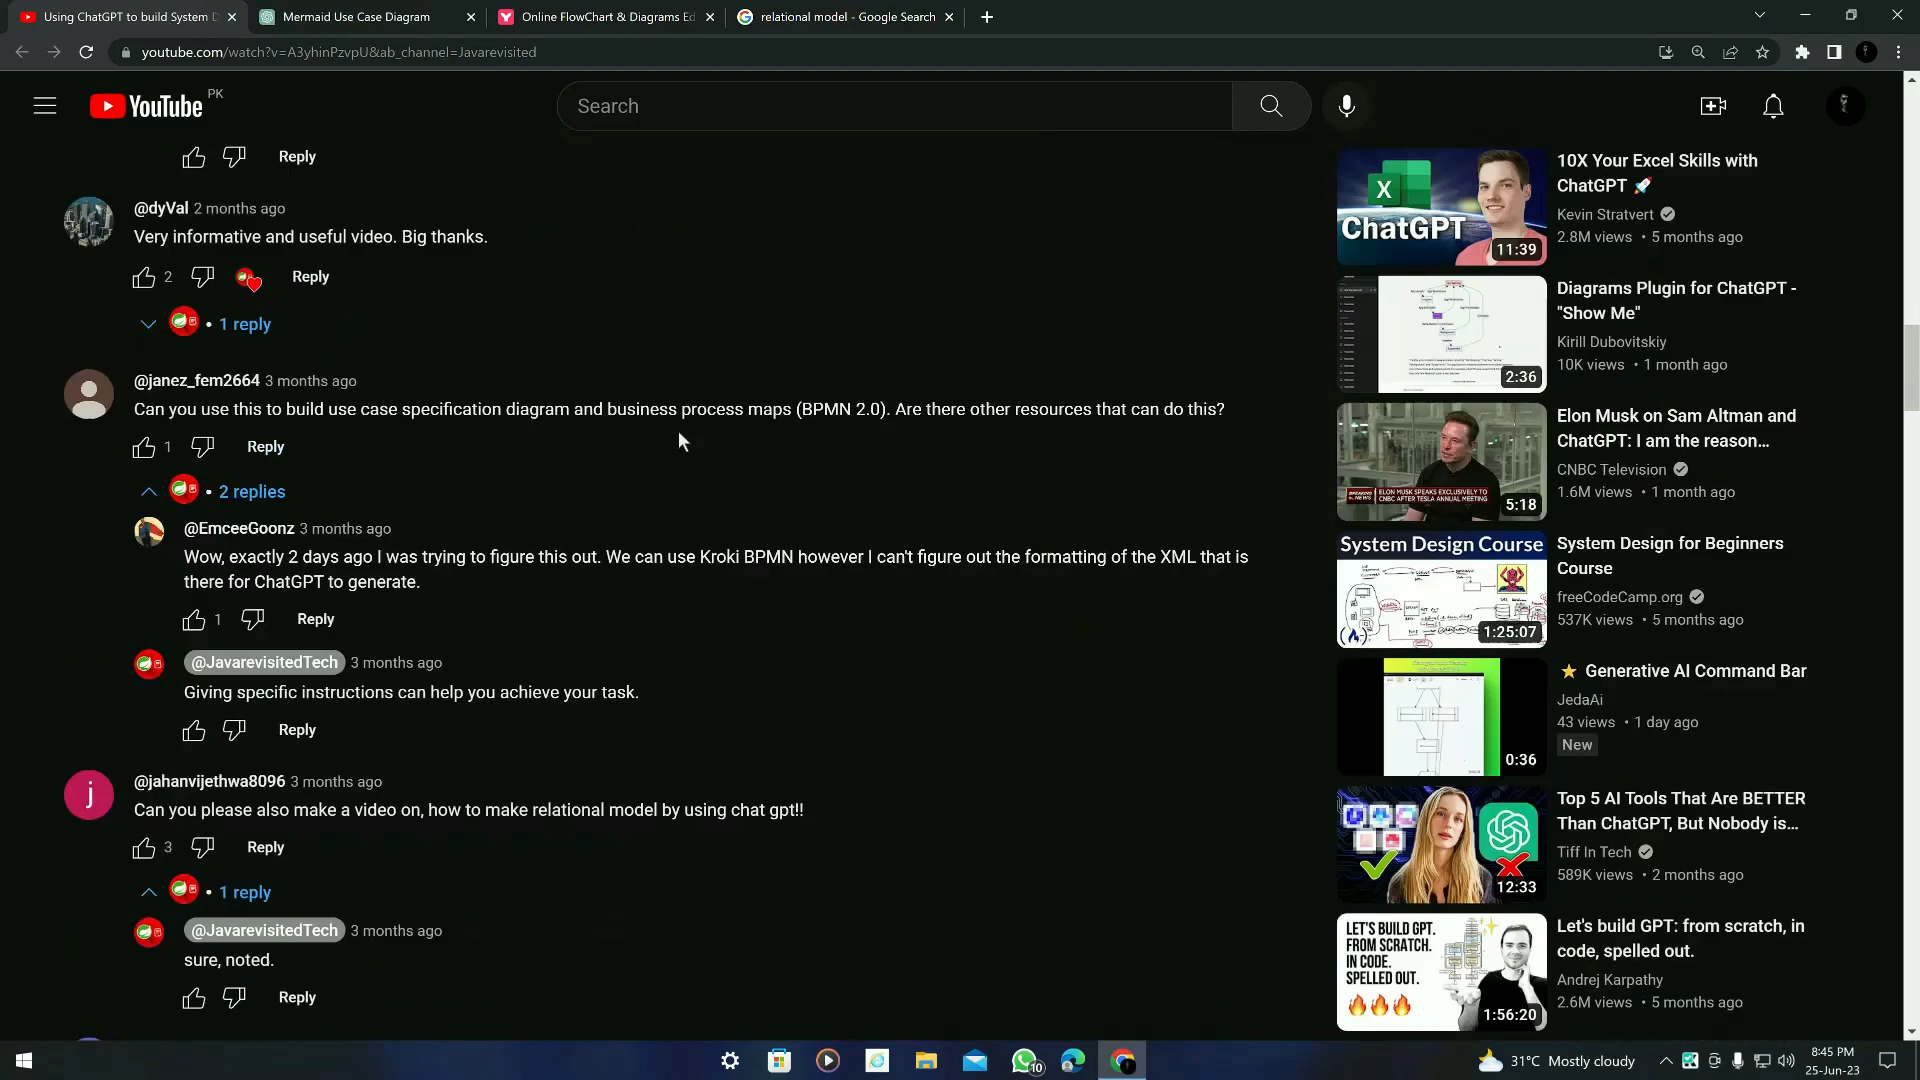 Using ChatGPT to build System D
Mermaid Use Case Diagram
Online FlowChart & Diagrams Ed
relational model - Google Search
youtube.com/watch?v=A3yhinPzvpU&ab_channel=Javarevisited
YouTube PK
Search
Reply
@dyVal 2 months ago
Very informative and useful video. Big thanks.
2 Reply
• 1 reply
@janez_fem2664 3 months ago
Can you use this to build use case specification diagram and business process maps (BPMN 2.0). Are there other resources that can do this?
1 Reply
• 2 replies
@EmceeGoonz 3 months ago
Wow, exactly 2 days ago I was trying to figure this out. We can use Kroki BPMN however I can't figure out the formatting of the XML that is
there for ChatGPT to generate.
1 Reply
@JavarevisitedTech 3 months ago
Giving specific instructions can help you achieve your task.
Reply
j
@jahanvijethwa8096 3 months ago
Can you please also make a video on, how to make relational model by using chat gpt!!
3 Reply
• 1 reply
@JavarevisitedTech 3 months ago
sure, noted.
Reply
X
ChatGPT
11:39
10X Your Excel Skills with
ChatGPT 🚀
Kevin Stratvert
2.8M views • 5 months ago
2:36
Diagrams Plugin for ChatGPT -
"Show Me"
Kirill Dubovitskiy
10K views • 1 month ago
BREAKING NEWS
ELON MUSK SPEAKS EXCLUSIVELY TO
CNBC AFTER TESLA ANNUAL MEETING
5:18
Elon Musk on Sam Altman and
ChatGPT: I am the reason...
CNBC Television
1.6M views • 1 month ago
System Design Course
1:25:07
System Design for Beginners
Course
freeCodeCamp.org
537K views • 5 months ago
0:36
⭐ Generative AI Command Bar
JedaAi
43 views • 1 day ago
New
12:33
Top 5 AI Tools That Are BETTER
Than ChatGPT, But Nobody is...
Tiff In Tech
589K views • 2 months ago
LET'S BUILD GPT.
FROM SCRATCH.
IN CODE.
SPELLED OUT.
1:56:20
Let's build GPT: from scratch, in
code, spelled out.
Andrej Karpathy
2.6M views • 5 months ago
10
31°C Mostly cloudy
8:45 PM
25-Jun-23